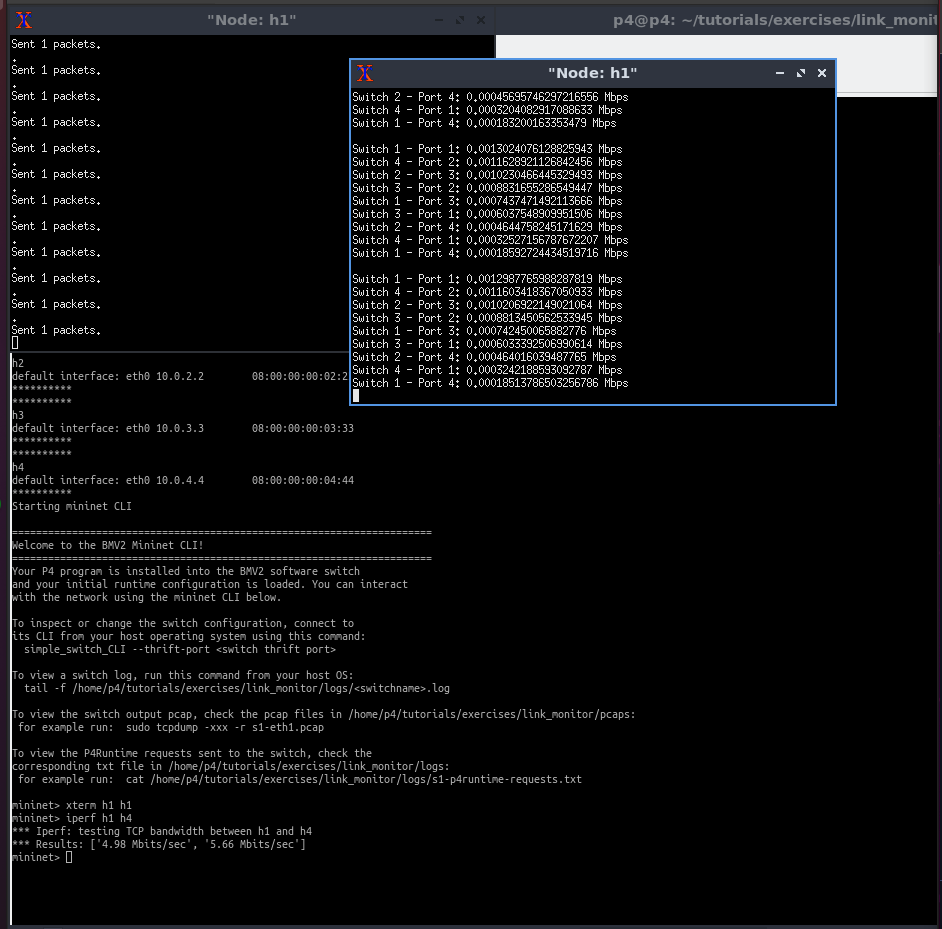 "Node: h1"
p4@p4: ~/tutorials/exercises/link_monit
Sent 1 packets.
.
Sent 1 packets.
.
Sent 1 packets.
.
Sent 1 packets.
.
Sent 1 packets.
.
Sent 1 packets.
.
Sent 1 packets.
.
Sent 1 packets.
.
Sent 1 packets.
.
Sent 1 packets.
.
Sent 1 packets.
.
Sent 1 packets.
"Node: h1"
Switch 2 - Port 4: 0.00045695746297216556 Mbps
Switch 4 - Port 1: 0.0003204082917088633 Mbps
Switch 1 - Port 4: 0.000183200163353479 Mbps
Switch 1 - Port 1: 0.0013024076128825943 Mbps
Switch 4 - Port 2: 0.0011628921126842456 Mbps
Switch 2 - Port 3: 0.0010230466445329493 Mbps
Switch 3 - Port 2: 0.0008831655286549447 Mbps
Switch 1 - Port 3: 0.0007437471492113666 Mbps
Switch 3 - Port 1: 0.0006037548909951506 Mbps
Switch 2 - Port 4: 0.0004644758245171629 Mbps
Switch 4 - Port 1: 0.00032527156787672207 Mbps
Switch 1 - Port 4: 0.00018592724434519716 Mbps
Switch 1 - Port 1: 0.0012987765988287819 Mbps
Switch 4 - Port 2: 0.0011603418367050933 Mbps
Switch 2 - Port 3: 0.0010206922149021064 Mbps
Switch 3 - Port 2: 0.0008813450562533945 Mbps
Switch 1 - Port 3: 0.000742450065882776 Mbps
Switch 3 - Port 1: 0.0006033392506990614 Mbps
Switch 2 - Port 4: 0.000464016039487765 Mbps
Switch 4 - Port 1: 0.0003242188593092787 Mbps
Switch 1 - Port 4: 0.00018513786503256786 Mbps
h2
default interface: eth0 10.0.2.2 08:00:00:00:02:2
**********
**********
h3
default interface: eth0 10.0.3.3 08:00:00:00:03:33
**********
**********
h4
default interface: eth0 10.0.4.4 08:00:00:00:04:44
**********
Starting mininet CLI
======================================================================
Welcome to the BMV2 Mininet CLI!
======================================================================
Your P4 program is installed into the BMV2 software switch
and your initial runtime configuration is loaded. You can interact
with the network using the mininet CLI below.
To inspect or change the switch configuration, connect to
its CLI from your host operating system using this command:
simple_switch_CLI --thrift-port <switch thrift port>
To view a switch log, run this command from your host OS:
tail -f /home/p4/tutorials/exercises/link_monitor/logs/<switchname>.log
To view the switch output pcap, check the pcap files in /home/p4/tutorials/exercises/link_monitor/pcaps:
for example run: sudo tcpdump -xxx -r s1-eth1.pcap
To view the P4Runtime requests sent to the switch, check the
corresponding txt file in /home/p4/tutorials/exercises/link_monitor/logs:
for example run: cat /home/p4/tutorials/exercises/link_monitor/logs/s1-p4runtime-requests.txt
mininet> xterm h1 h1
mininet> iperf h1 h4
*** Iperf: testing TCP bandwidth between h1 and h4
*** Results: ['4.98 Mbits/sec', '5.66 Mbits/sec']
mininet>